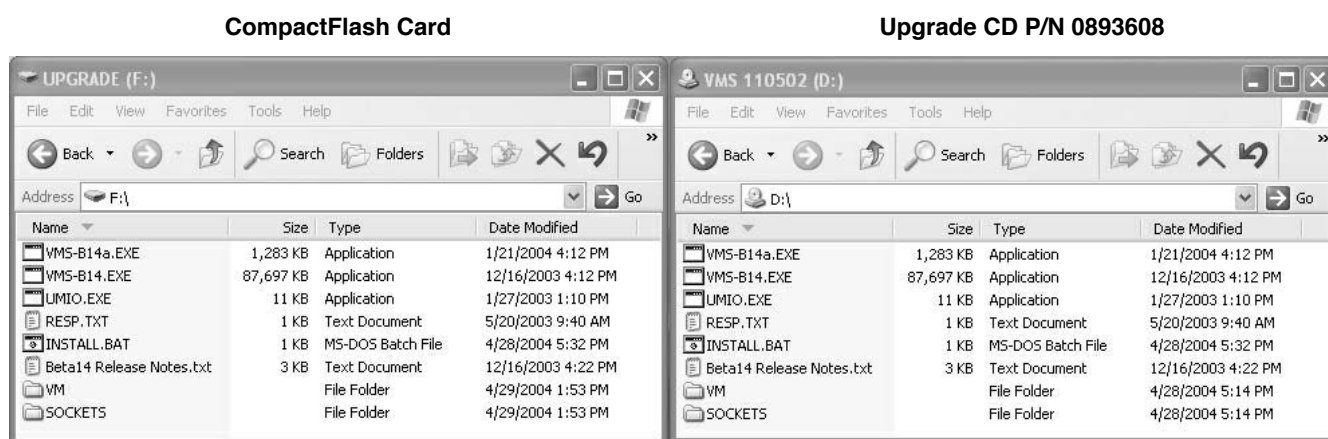 CompactFlash Card
Upgrade CD P/N 0893608
UPGRADE (F:)
File Edit View Favorites Tools Help
Back Search Folders »
Address F:\ Go
Name Size Type Date Modified
VMS-B14a.EXE 1,283 KB Application 1/21/2004 4:12 PM
VMS-B14.EXE 87,697 KB Application 12/16/2003 4:12 PM
UMIO.EXE 11 KB Application 1/27/2003 1:10 PM
RESP.TXT 1 KB Text Document 5/20/2003 9:40 AM
INSTALL.BAT 1 KB MS-DOS Batch File 4/28/2004 5:32 PM
Beta14 Release Notes.txt 3 KB Text Document 12/16/2003 4:22 PM
VM File Folder 4/29/2004 1:53 PM
SOCKETS File Folder 4/29/2004 1:53 PM
VMS 110502 (D:)
File Edit View Favorites Tools Help
Back Search Folders »
Address D:\ Go
Name Size Type Date Modified
VMS-B14a.EXE 1,283 KB Application 1/21/2004 4:12 PM
VMS-B14.EXE 87,697 KB Application 12/16/2003 4:12 PM
UMIO.EXE 11 KB Application 1/27/2003 1:10 PM
RESP.TXT 1 KB Text Document 5/20/2003 9:40 AM
INSTALL.BAT 1 KB MS-DOS Batch File 4/28/2004 5:32 PM
Beta14 Release Notes.txt 3 KB Text Document 12/16/2003 4:22 PM
VM File Folder 4/28/2004 5:14 PM
SOCKETS File Folder 4/28/2004 5:14 PM